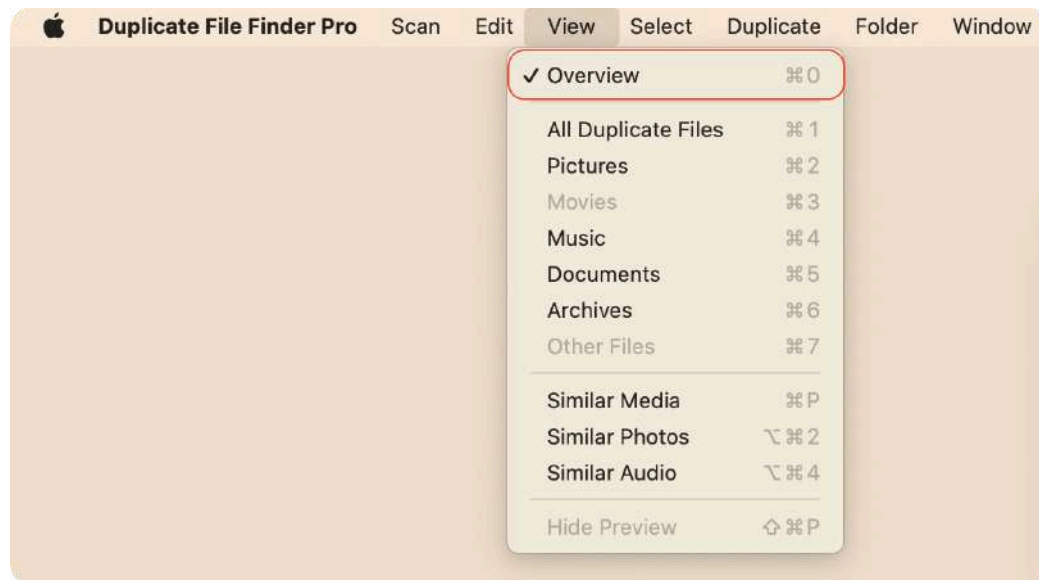 Duplicate File Finder Pro Scan Edit View Select Duplicate Folder Window
✓ Overview ⌘0
All Duplicate Files ⌘1
Pictures ⌘2
Movies ⌘3
Music ⌘4
Documents ⌘5
Archives ⌘6
Other Files ⌘7
Similar Media ⌘P
Similar Photos ⌥⌘2
Similar Audio ⌥⌘4
Hide Preview ⇧⌘P